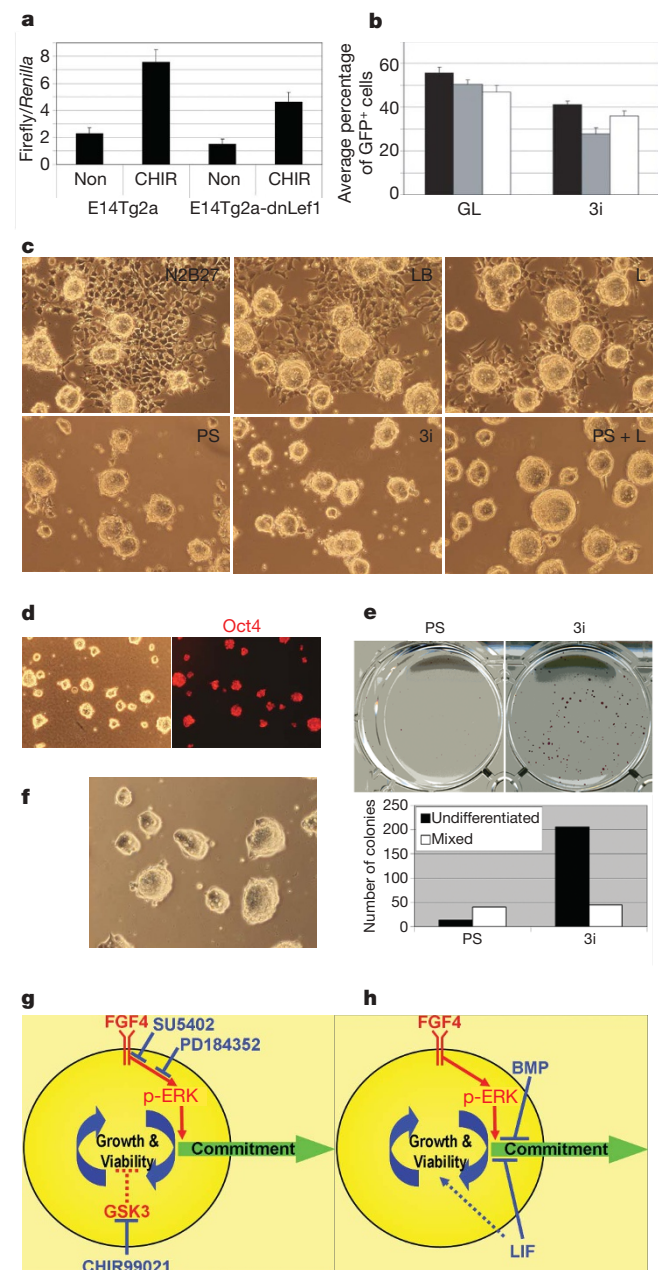 a
Firefly/Renilla
8
6
4
2
0
Non
CHIR
Non
CHIR
E14Tg2a
E14Tg2a-dnLef1
b
Average percentage
of GFP+ cells
60
40
20
0
GL
3i
c
N2B27
LB
L
PS
3i
PS + L
d
Oct4
e
PS
3i
Number of colonies
250
200
150
100
50
0
Undifferentiated
Mixed
PS
3i
f
g
FGF4
SU5402
PD184352
p-ERK
Growth &
Viability
Commitment
GSK3
CHIR99021
h
FGF4
BMP
p-ERK
Growth &
Viability
Commitment
LIF